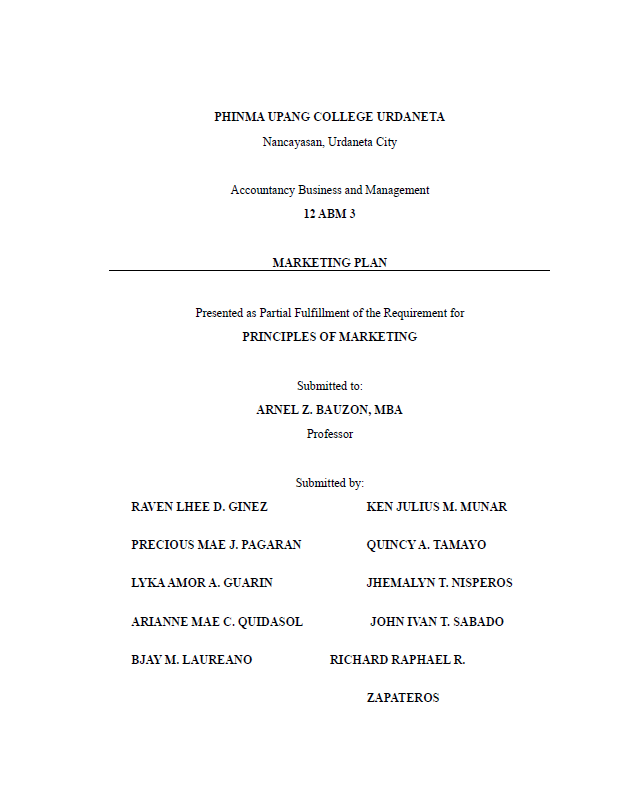 PHINMA UPANG COLLEGE URDANETA
Nancayasan, Urdaneta City
Accountancy Business and Management
12 ABM 3
MARKETING PLAN
Presented as Partial Fulfillment of the Requirement for
PRINCIPLES OF MARKETING
Submitted to:
ARNEL Z. BAUZON, MBA
Professor
Submitted by:
RAVEN LHEE D. GINEZ KEN JULIUS M. MUNAR
PRECIOUS MAE J. PAGARAN QUINCY A. TAMAYO
LYKA AMOR A. GUARIN JHEMALYN T. NISPEROS
ARIANNE MAE C. QUIDASOL JOHN IVAN T. SABADO
BJAY M. LAUREANO RICHARD RAPHAEL R.
ZAPATEROS